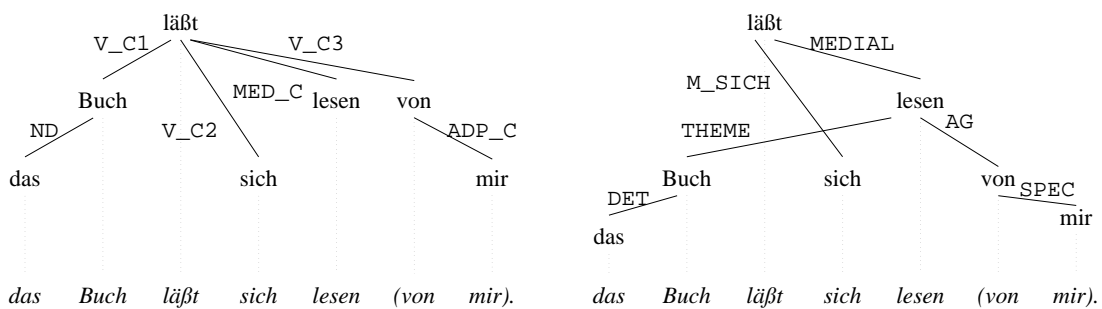 läßt läßt
V_C1 V_C3 MEDIAL
MED_C M_SICH
Buch lesen von lesen
ND V_C2 ADP_C THEME AG
das sich mir Buch sich von
DET SPEC
mir
das
das Buch läßt sich lesen (von mir). das Buch läßt sich lesen (von mir).